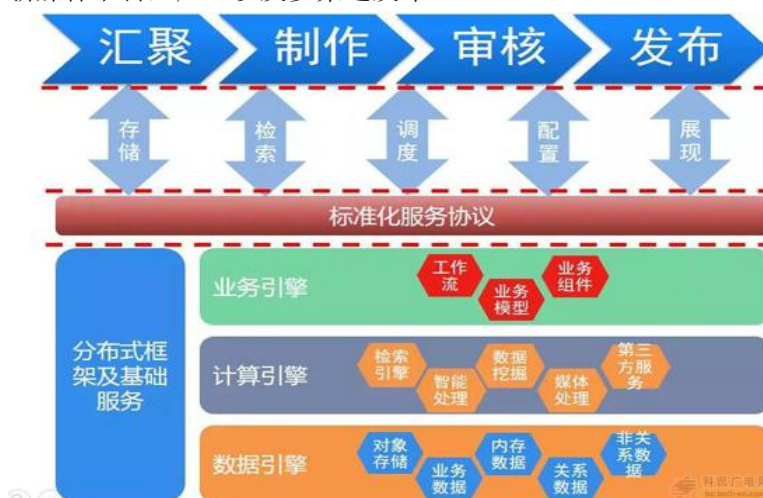 汇聚
制作
审核
发布
存
储
检
索
调
度
配
置
展
现
标准化服务协议
分布式框
架及基础
服务
业务引擎
工作
流
业务
模型
业务
组件
计算引擎
检索
引擎
智能
处理
数据
挖掘
媒体
处理
第三
方服
务
数据引擎
对象
存储
业务
数据
内存
数据
关系
数据
非关
系数
据